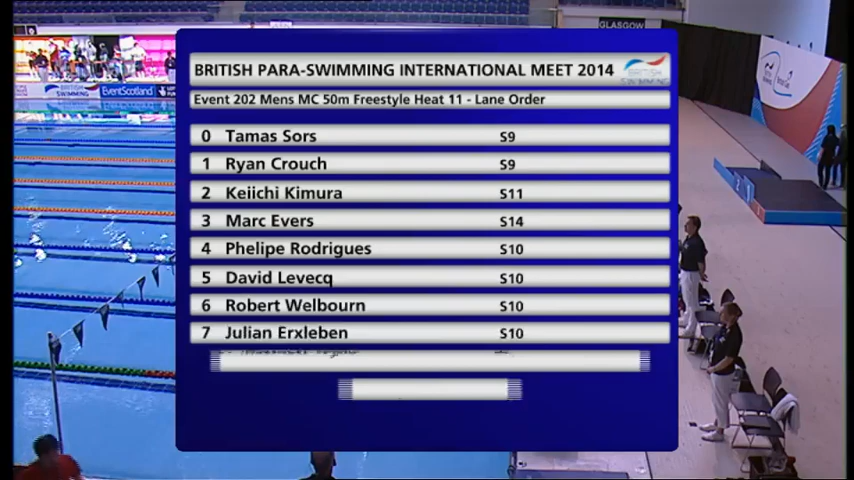 GLASGOW
BRITISH PARA-SWIMMING INTERNATIONAL MEET 2014
BRITISH
SWIMMING
Event 202 Mens MC 50m Freestyle Heat 11 - Lane Order
0 Tamas Sors S9
1 Ryan Crouch S9
2 Keiichi Kimura S11
3 Marc Evers S14
4 Phelipe Rodrigues S10
5 David Levecq S10
6 Robert Welbourn S10
7 Julian Erxleben S10
EventScotland